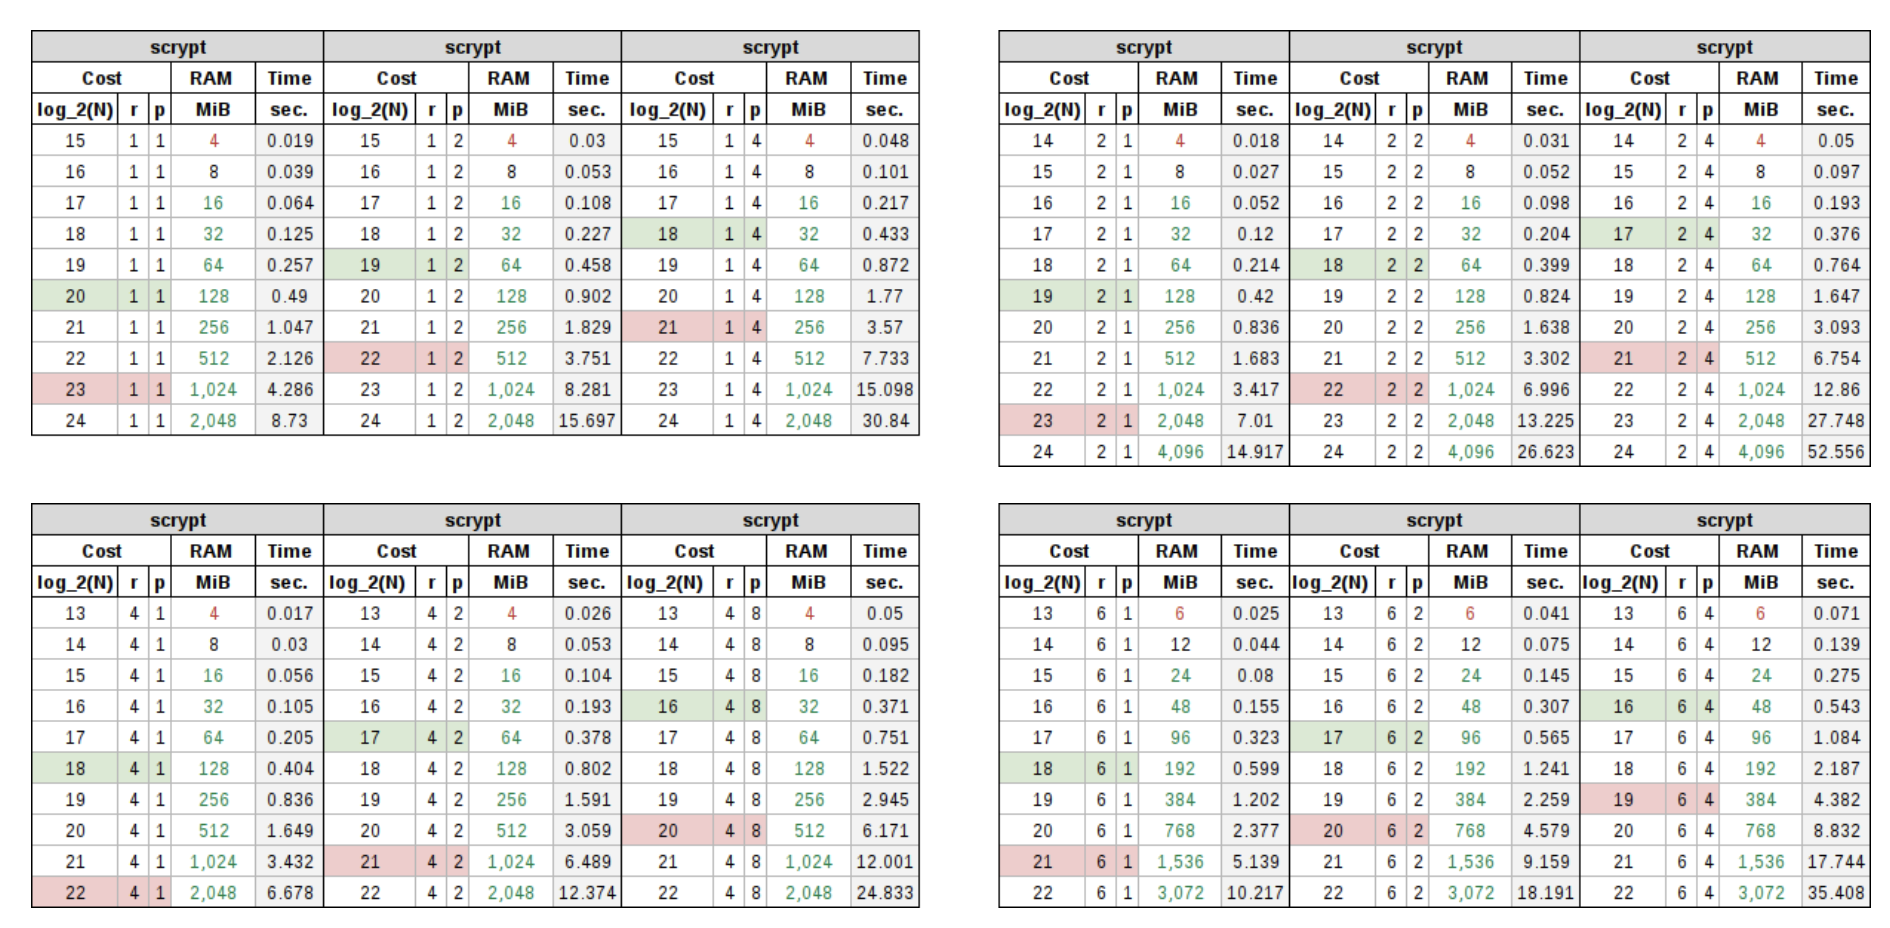 scrypt scrypt scrypt
Cost RAM Time Cost RAM Time Cost RAM Time
log_2(N) r p MiB sec. log_2(N) r p MiB sec. log_2(N) r p MiB sec.
15 1 1 4 0.019 15 1 2 4 0.03 15 1 4 4 0.048
16 1 1 8 0.039 16 1 2 8 0.053 16 1 4 8 0.101
17 1 1 16 0.064 17 1 2 16 0.108 17 1 4 16 0.217
18 1 1 32 0.125 18 1 2 32 0.227 18 1 4 32 0.433
19 1 1 64 0.257 19 1 2 64 0.458 19 1 4 64 0.872
20 1 1 128 0.49 20 1 2 128 0.902 20 1 4 128 1.77
21 1 1 256 1.047 21 1 2 256 1.829 21 1 4 256 3.57
22 1 1 512 2.126 22 1 2 512 3.751 22 1 4 512 7.733
23 1 1 1,024 4.286 23 1 2 1,024 8.281 23 1 4 1,024 15.098
24 1 1 2,048 8.73 24 1 2 2,048 15.697 24 1 4 2,048 30.84
scrypt scrypt scrypt
Cost RAM Time Cost RAM Time Cost RAM Time
log_2(N) r p MiB sec. log_2(N) r p MiB sec. log_2(N) r p MiB sec.
14 2 1 4 0.018 14 2 2 4 0.031 14 2 4 4 0.05
15 2 1 8 0.027 15 2 2 8 0.052 15 2 4 8 0.097
16 2 1 16 0.052 16 2 2 16 0.098 16 2 4 16 0.193
17 2 1 32 0.12 17 2 2 32 0.204 17 2 4 32 0.376
18 2 1 64 0.214 18 2 2 64 0.399 18 2 4 64 0.764
19 2 1 128 0.42 19 2 2 128 0.824 19 2 4 128 1.647
20 2 1 256 0.836 20 2 2 256 1.638 20 2 4 256 3.093
21 2 1 512 1.683 21 2 2 512 3.302 21 2 4 512 6.754
22 2 1 1,024 3.417 22 2 2 1,024 6.996 22 2 4 1,024 12.86
23 2 1 2,048 7.01 23 2 2 2,048 13.225 23 2 4 2,048 27.748
24 2 1 4,096 14.917 24 2 2 4,096 26.623 24 2 4 4,096 52.556
scrypt scrypt scrypt
Cost RAM Time Cost RAM Time Cost RAM Time
log_2(N) r p MiB sec. log_2(N) r p MiB sec. log_2(N) r p MiB sec.
13 4 1 4 0.017 13 4 2 4 0.026 13 4 8 4 0.05
14 4 1 8 0.03 14 4 2 8 0.053 14 4 8 8 0.095
15 4 1 16 0.056 15 4 2 16 0.104 15 4 8 16 0.182
16 4 1 32 0.105 16 4 2 32 0.193 16 4 8 32 0.371
17 4 1 64 0.205 17 4 2 64 0.378 17 4 8 64 0.751
18 4 1 128 0.404 18 4 2 128 0.802 18 4 8 128 1.522
19 4 1 256 0.836 19 4 2 256 1.591 19 4 8 256 2.945
20 4 1 512 1.649 20 4 2 512 3.059 20 4 8 512 6.171
21 4 1 1,024 3.432 21 4 2 1,024 6.489 21 4 8 1,024 12.001
22 4 1 2,048 6.678 22 4 2 2,048 12.374 22 4 8 2,048 24.833
scrypt scrypt scrypt
Cost RAM Time Cost RAM Time Cost RAM Time
log_2(N) r p MiB sec. log_2(N) r p MiB sec. log_2(N) r p MiB sec.
13 6 1 6 0.025 13 6 2 6 0.041 13 6 4 6 0.071
14 6 1 12 0.044 14 6 2 12 0.075 14 6 4 12 0.139
15 6 1 24 0.08 15 6 2 24 0.145 15 6 4 24 0.275
16 6 1 48 0.155 16 6 2 48 0.307 16 6 4 48 0.543
17 6 1 96 0.323 17 6 2 96 0.565 17 6 4 96 1.084
18 6 1 192 0.599 18 6 2 192 1.241 18 6 4 192 2.187
19 6 1 384 1.202 19 6 2 384 2.259 19 6 4 384 4.382
20 6 1 768 2.377 20 6 2 768 4.579 20 6 4 768 8.832
21 6 1 1,536 5.139 21 6 2 1,536 9.159 21 6 4 1,536 17.744
22 6 1 3,072 10.217 22 6 2 3,072 18.191 22 6 4 3,072 35.408